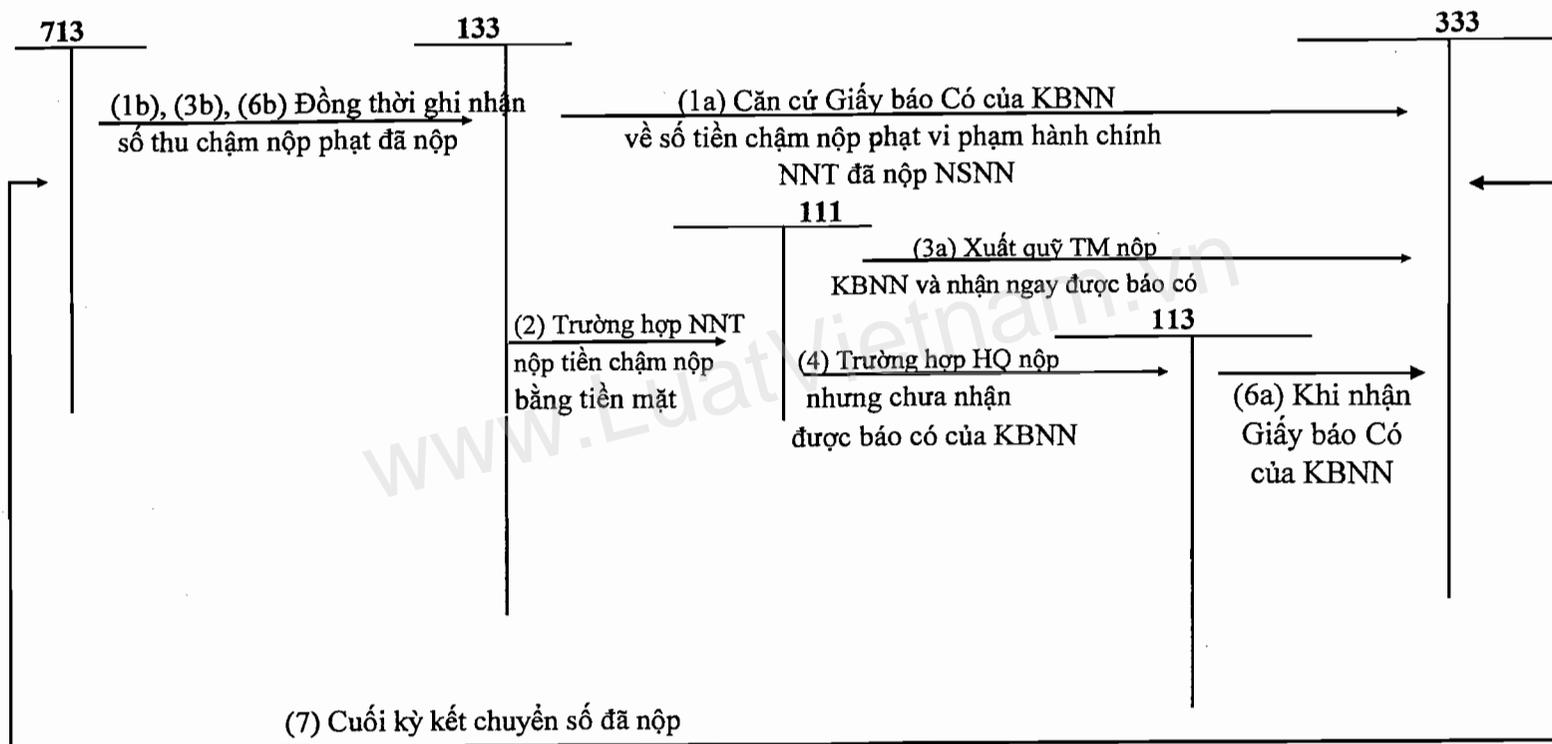 713
133
333
(1b), (3b), (6b) Đồng thời ghi nhận
số thu chậm nộp phạt đã nộp
(1a) Căn cứ Giấy báo Có của KBNN
về số tiền chậm nộp phạt vi phạm hành chính
NNT đã nộp NSNN
111
(3a) Xuất quỹ TM nộp
KBNN và nhận ngay được báo có
113
(2) Trường hợp NNT
nộp tiền chậm nộp
bằng tiền mặt
(4) Trường hợp HQ nộp
nhưng chưa nhận
được báo có của KBNN
(6a) Khi nhận
Giấy báo Có
của KBNN
(7) Cuối kỳ kết chuyển số đã nộp
www.LuatVietnam.vn